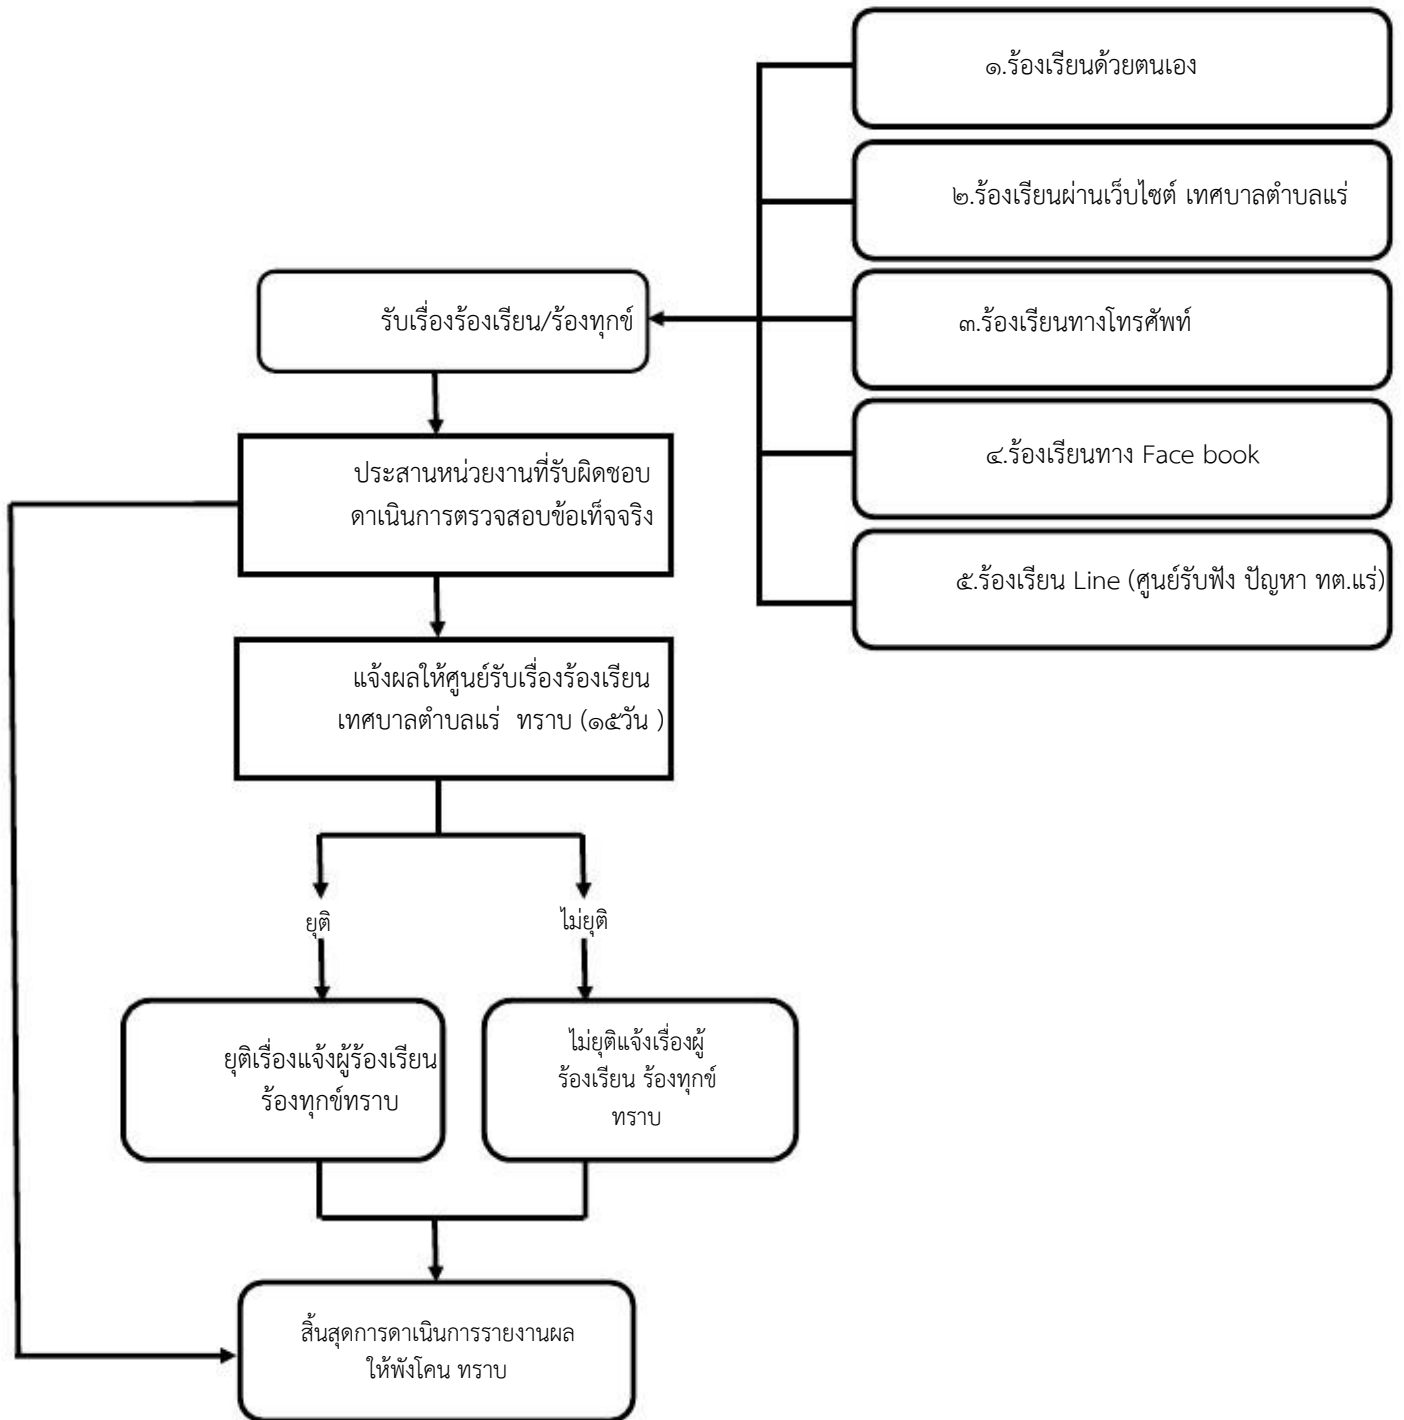 ๑.ร้องเรียนด้วยตนเอง
๒.ร้องเรียนผ่านเว็บไซต์ เทศบาลตำบลแร่
รับเรื่องร้องเรียน/ร้องทุกข์
๓.ร้องเรียนทางโทรศัพท์
๔.ร้องเรียนทาง Face book
๕.ร้องเรียน Line (ศูนย์รับฟัง ปัญหา ทต.แร่)
ประสานหน่วยงานที่รับผิดชอบ
ดาเนินการตรวจสอบข้อเท็จจริง
แจ้งผลให้ศูนย์รับเรื่องร้องเรียน
เทศบาลตำบลแร่ ทราบ (๑๕วัน )
ยุติ
ไม่ยุติ
ยุติเรื่องแจ้งผู้ร้องเรียน
ร้องทุกข์ทราบ
ไม่ยุติแจ้งเรื่องผู้
ร้องเรียน ร้องทุกข์
ทราบ
สิ้นสุดการดาเนินการรายงานผล
ให้พังโคน ทราบ